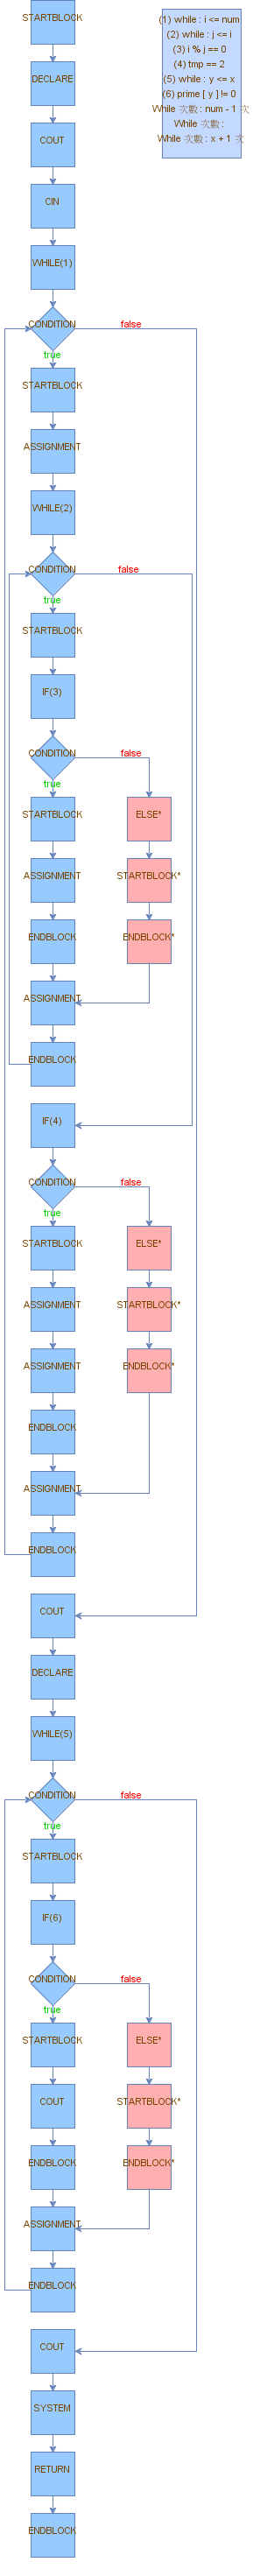 STARTBLOCK
(1) while : i <= num
(2) while : j <= i
(3) i % j == 0
(4) tmp == 2
(5) while : y <= x
(6) prime [ y ] != 0
While 次數 : num - 1 次
While 次數 :
While 次數 : x + 1 次
DECLARE
COUT
CIN
WHILE(1)
CONDITION
false
true
STARTBLOCK
ASSIGNMENT
WHILE(2)
CONDITION
false
true
STARTBLOCK
IF(3)
CONDITION
false
true
STARTBLOCK
ELSE*
ASSIGNMENT
STARTBLOCK*
ENDBLOCK
ENDBLOCK*
ASSIGNMENT
ENDBLOCK
IF(4)
CONDITION
false
true
STARTBLOCK
ELSE*
ASSIGNMENT
STARTBLOCK*
ASSIGNMENT
ENDBLOCK*
ENDBLOCK
ASSIGNMENT
ENDBLOCK
COUT
DECLARE
WHILE(5)
CONDITION
false
true
STARTBLOCK
IF(6)
CONDITION
false
true
STARTBLOCK
ELSE*
COUT
STARTBLOCK*
ENDBLOCK
ENDBLOCK*
ASSIGNMENT
ENDBLOCK
COUT
SYSTEM
RETURN
ENDBLOCK